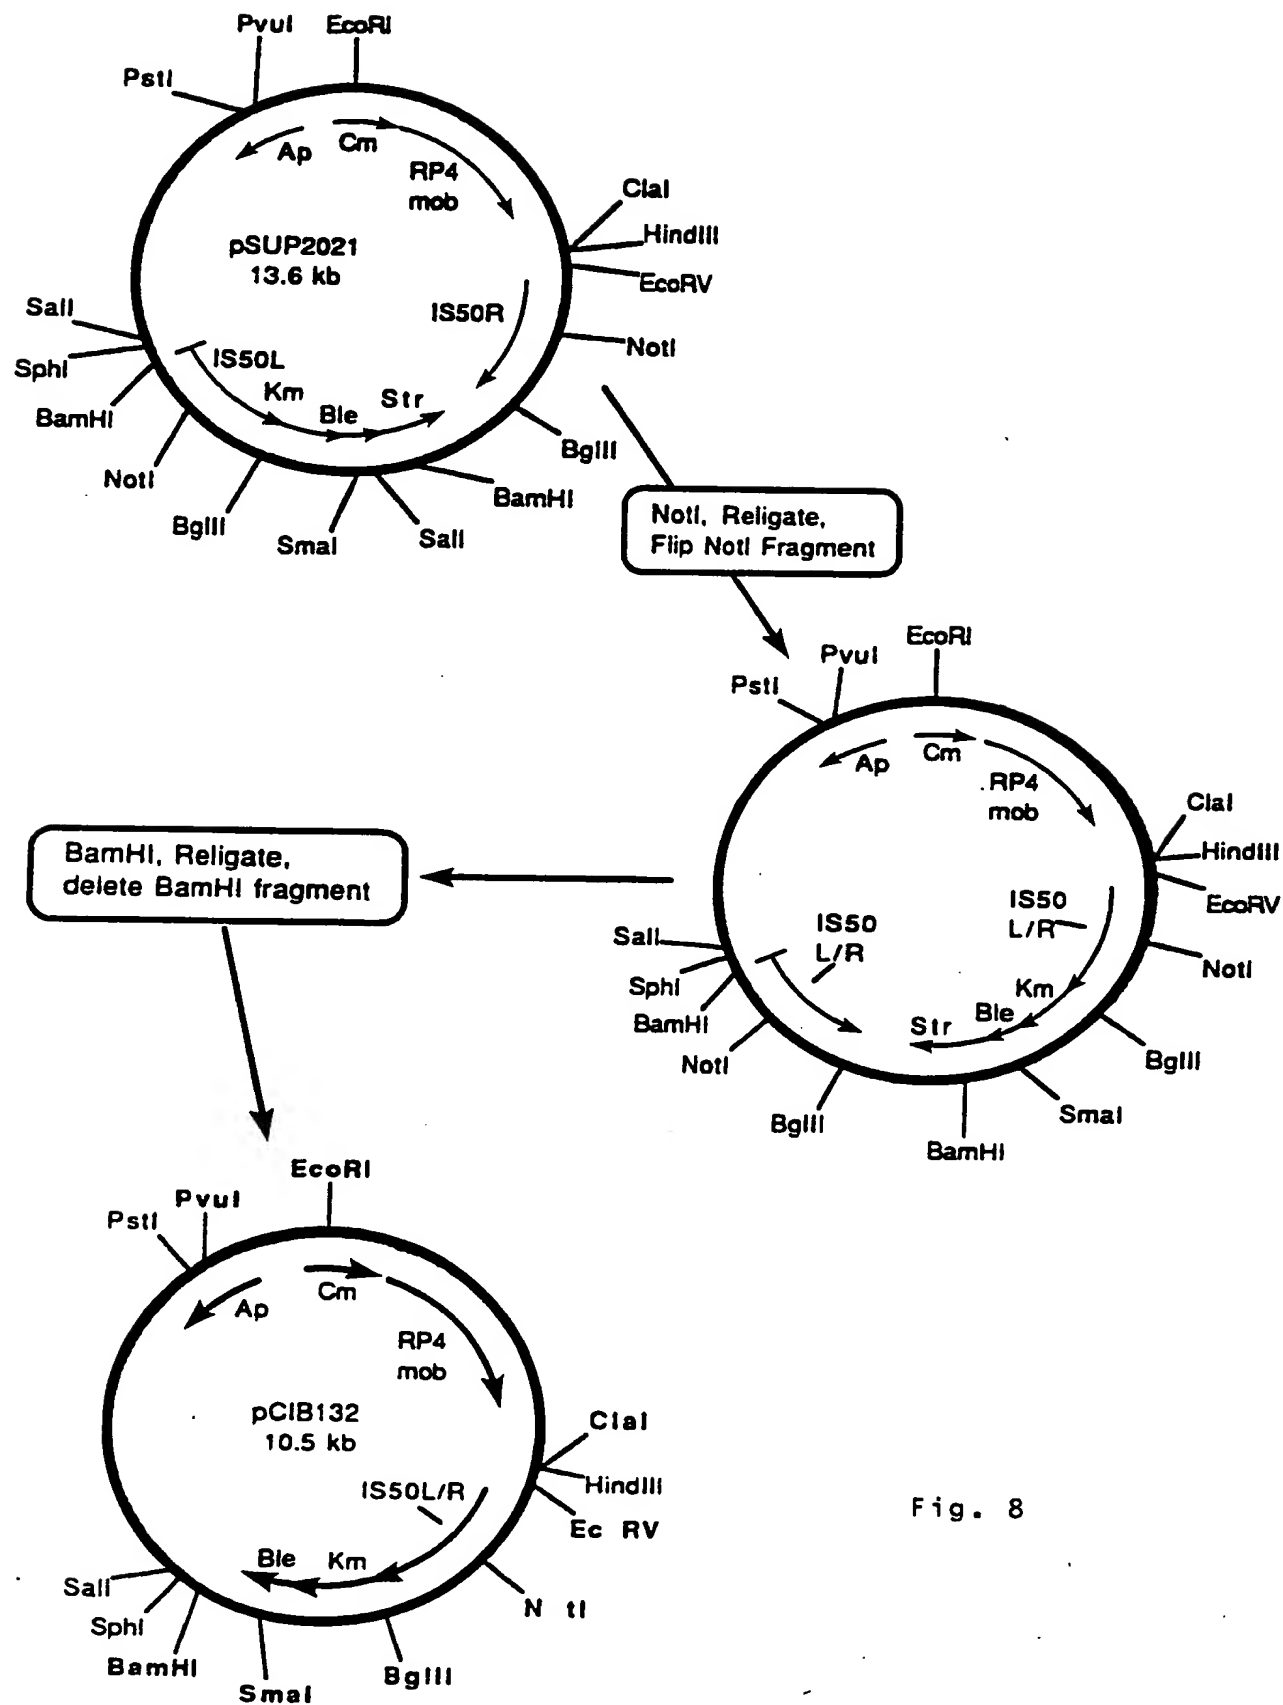 PvuI
EcoRI
PstI
Ap
Cm
RP4
mob
ClaI
HindIII
EcoRV
pSUP2021
13.6 kb
IS50R
NotI
SalI
SphI
BamHI
IS50L
Km
Ble
Str
NotI
BglII
SmaI
SalI
BamHI
BglII
NotI, Religate,
Flip NotI Fragment
EcoRI
PvuI
PstI
Ap
Cm
RP4
mob
ClaI
HindIII
EcoRV
IS50
L/R
IS50
L/R
NotI
SalI
SphI
BamHI
NotI
Km
Ble
Str
BglII
SmaI
BglII
BamHI
BamHI, Religate,
delete BamHI fragment
EcoRI
PvuI
PstI
Ap
Cm
RP4
mob
pCIB132
10.5 kb
ClaI
HindIII
Ec RV
IS50L/R
Ble
Km
N tI
SalI
SphI
BamHI
SmaI
BglII
Fig. 8